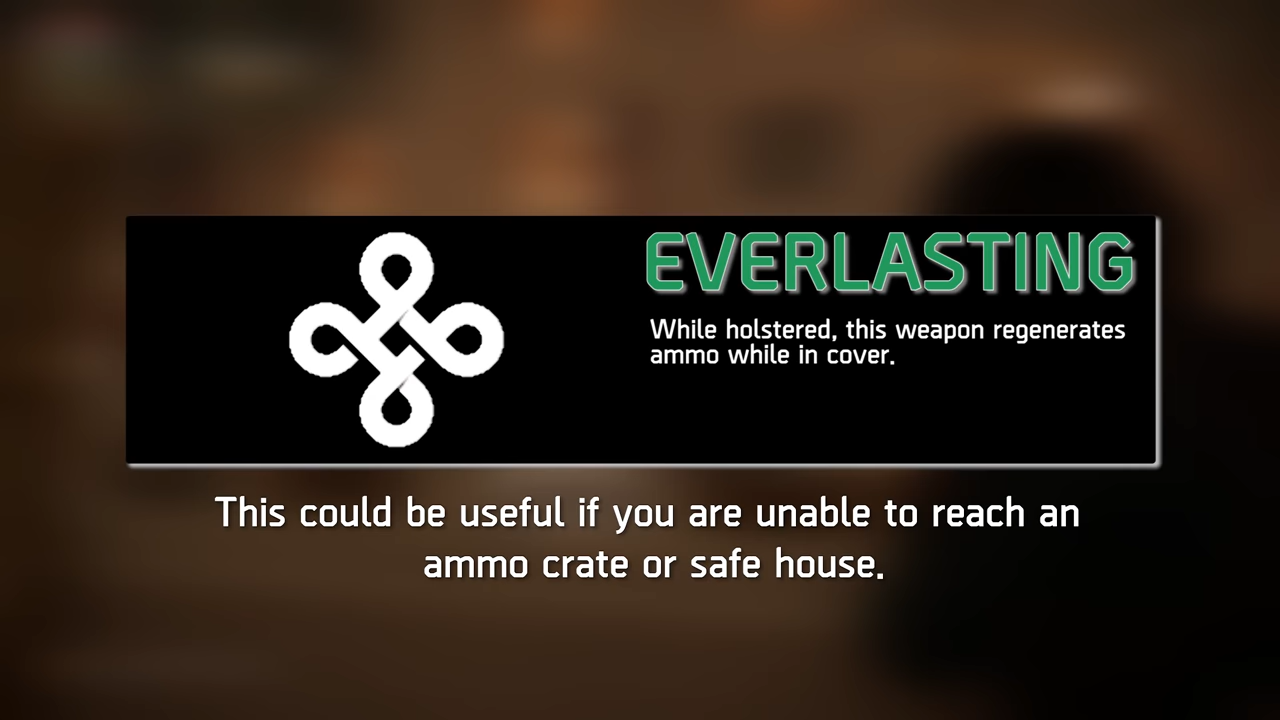 EVERLASTING
While holstered, this weapon regenerates
ammo while in cover.
This could be useful if you are unable to reach an
ammo crate or safe house.